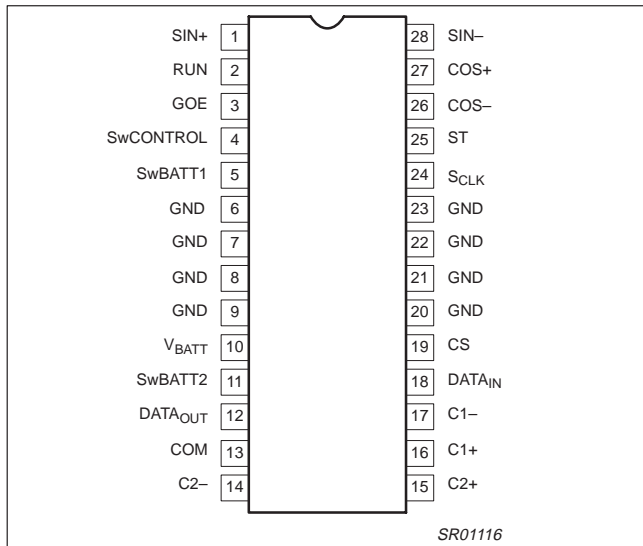 SIN+ 1 28 SIN–
RUN 2 27 COS+
GOE 3 26 COS–
SwCONTROL 4 25 ST
SwBATT1 5 24 SCLK
GND 6 23 GND
GND 7 22 GND
GND 8 21 GND
GND 9 20 GND
VBATT 10 19 CS
SwBATT2 11 18 DATAIN
DATAOUT 12 17 C1–
COM 13 16 C1+
C2– 14 15 C2+
SR01116